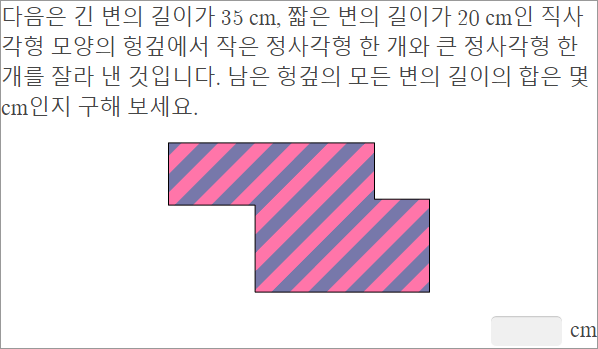 다음은 긴 변의 길이가 35 cm, 짧은 변의 길이가 20 cm인 직사
각형 모양의 헝겊에서 작은 정사각형 한 개와 큰 정사각형 한
개를 잘라 낸 것입니다. 남은 헝겊의 모든 변의 길이의 합은 몇
cm인지 구해 보세요.
cm